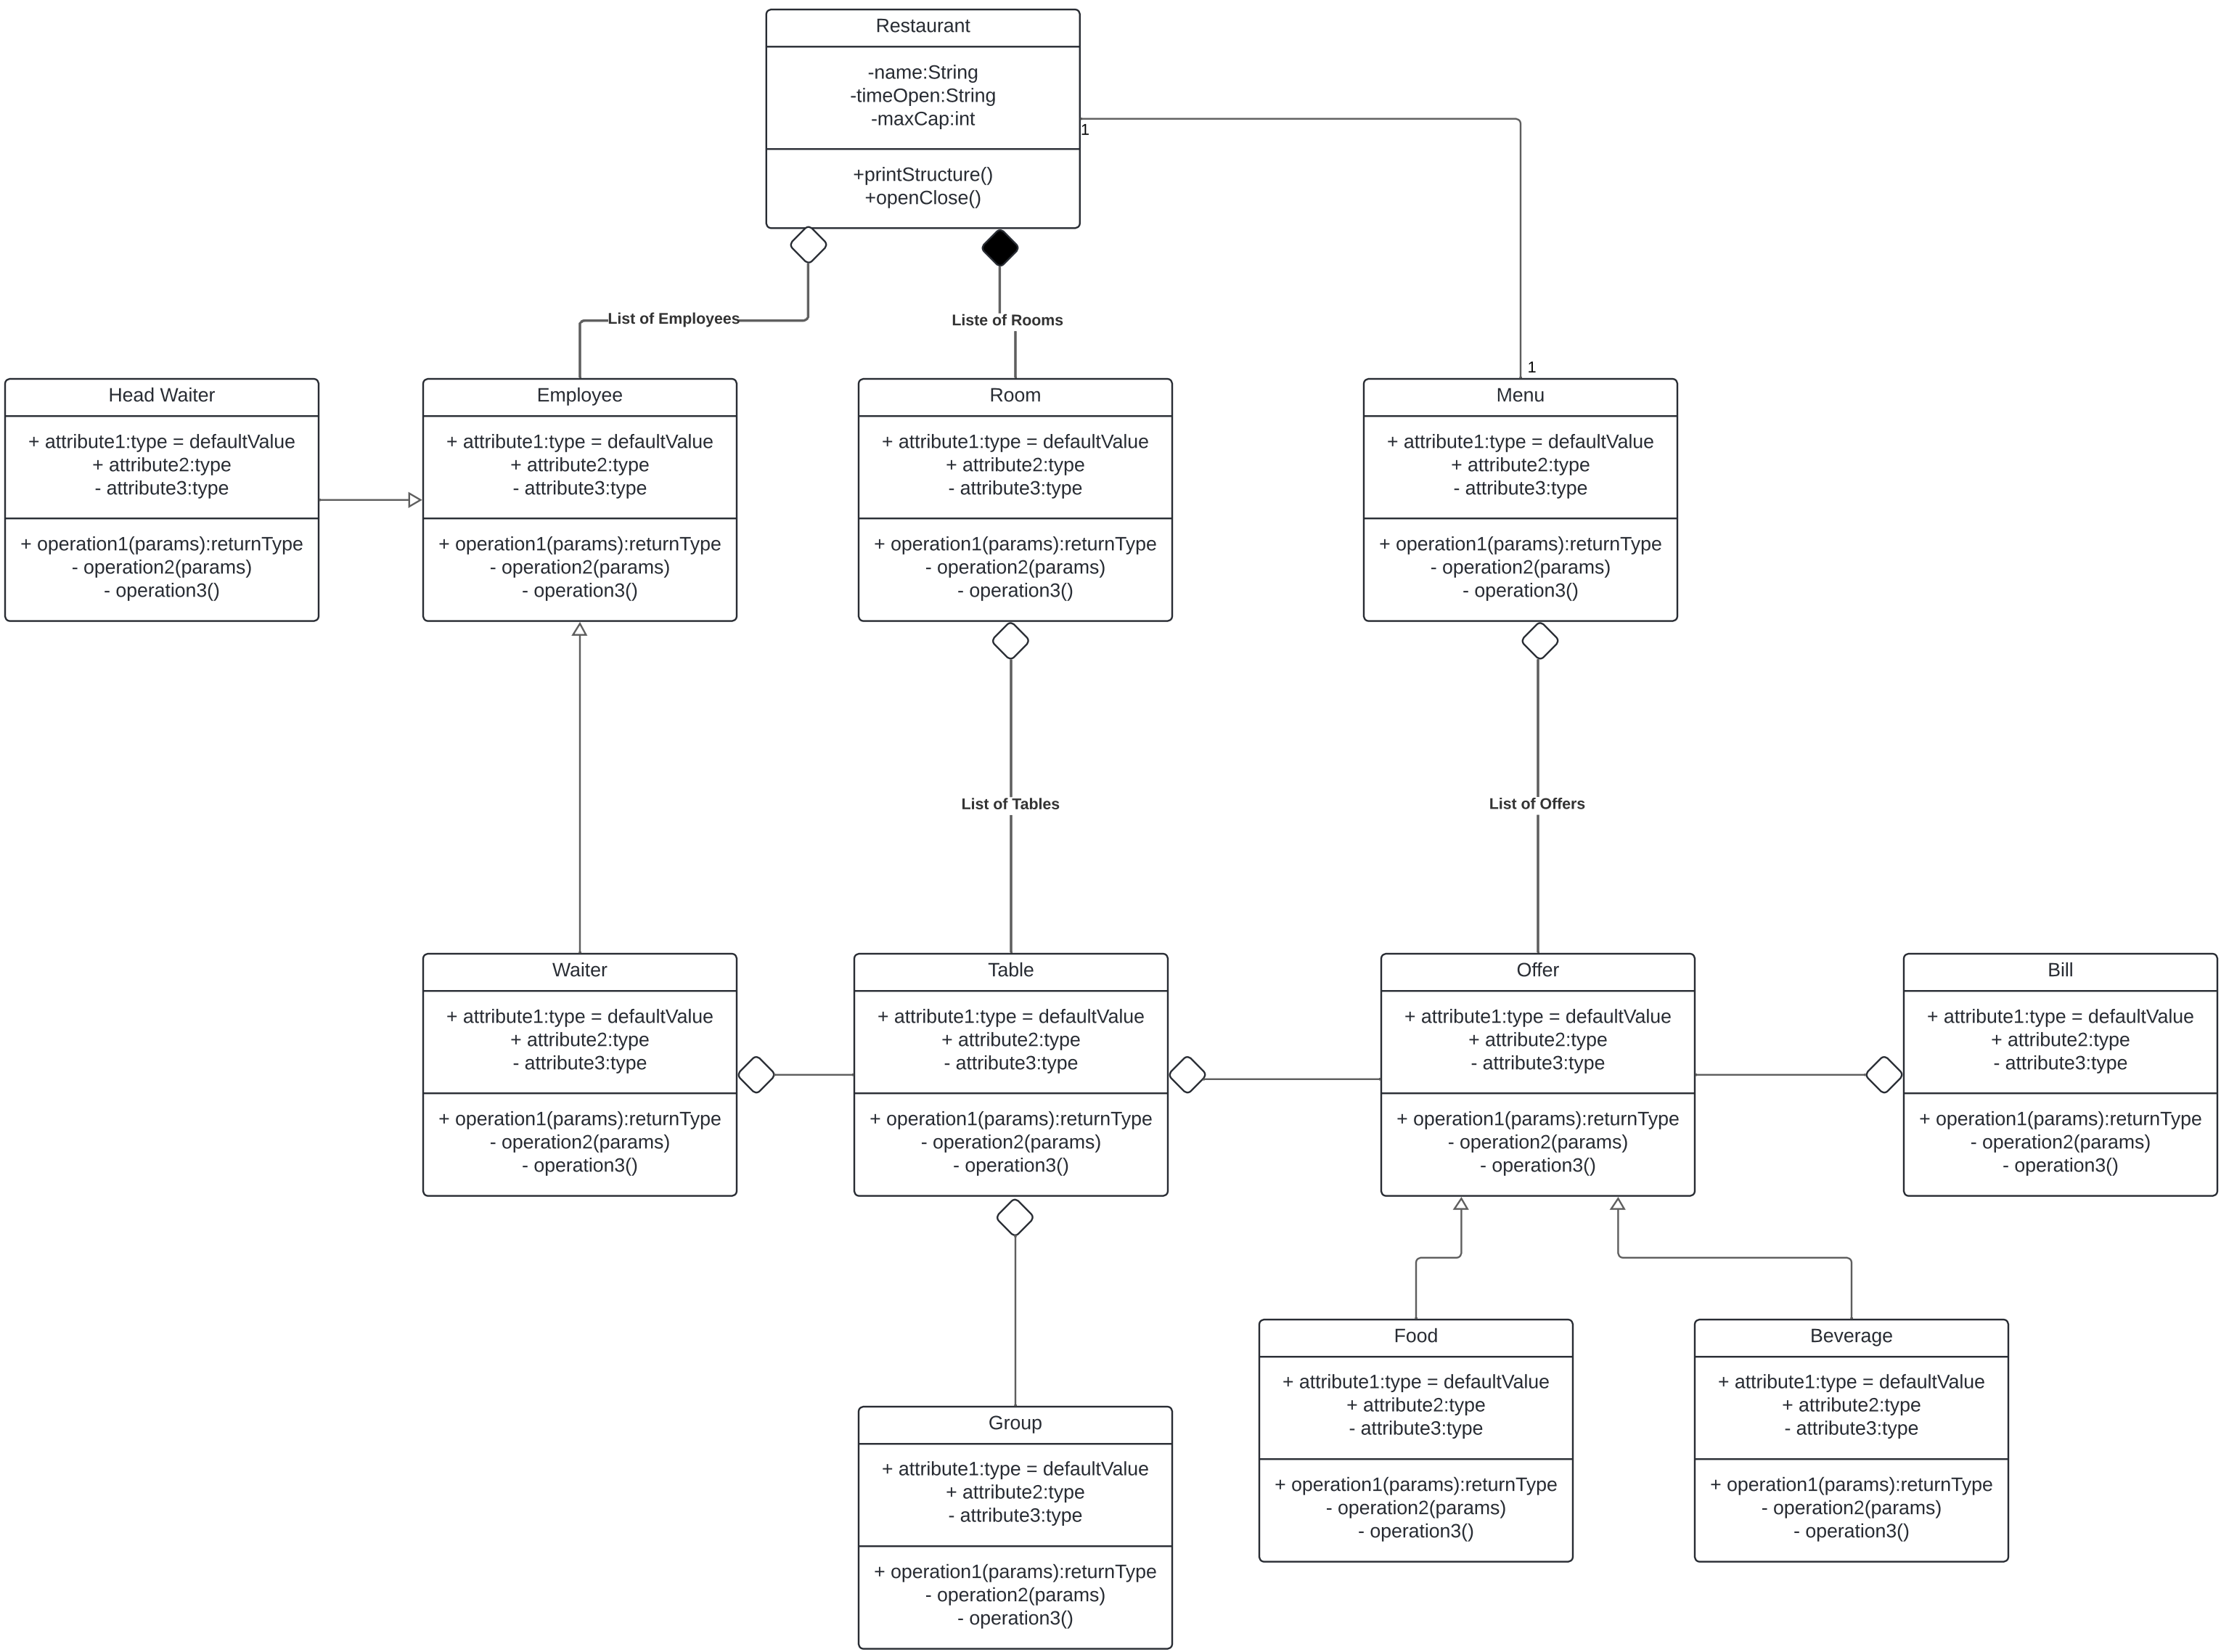 Restaurant
-name:String
-timeOpen:String
-maxCap:int
+printStructure()
+openClose()
1
1
List of Employees
Liste of Rooms
Head Waiter
+ attribute1:type = defaultValue
+ attribute2:type
- attribute3:type
+ operation1(params):returnType
- operation2(params)
- operation3()
Employee
+ attribute1:type = defaultValue
+ attribute2:type
- attribute3:type
+ operation1(params):returnType
- operation2(params)
- operation3()
Room
+ attribute1:type = defaultValue
+ attribute2:type
- attribute3:type
+ operation1(params):returnType
- operation2(params)
- operation3()
Menu
+ attribute1:type = defaultValue
+ attribute2:type
- attribute3:type
+ operation1(params):returnType
- operation2(params)
- operation3()
List of Tables
List of Offers
Waiter
+ attribute1:type = defaultValue
+ attribute2:type
- attribute3:type
+ operation1(params):returnType
- operation2(params)
- operation3()
Table
+ attribute1:type = defaultValue
+ attribute2:type
- attribute3:type
+ operation1(params):returnType
- operation2(params)
- operation3()
Offer
+ attribute1:type = defaultValue
+ attribute2:type
- attribute3:type
+ operation1(params):returnType
- operation2(params)
- operation3()
Bill
+ attribute1:type = defaultValue
+ attribute2:type
- attribute3:type
+ operation1(params):returnType
- operation2(params)
- operation3()
Food
+ attribute1:type = defaultValue
+ attribute2:type
- attribute3:type
+ operation1(params):returnType
- operation2(params)
- operation3()
Beverage
+ attribute1:type = defaultValue
+ attribute2:type
- attribute3:type
+ operation1(params):returnType
- operation2(params)
- operation3()
Group
+ attribute1:type = defaultValue
+ attribute2:type
- attribute3:type
+ operation1(params):returnType
- operation2(params)
- operation3()